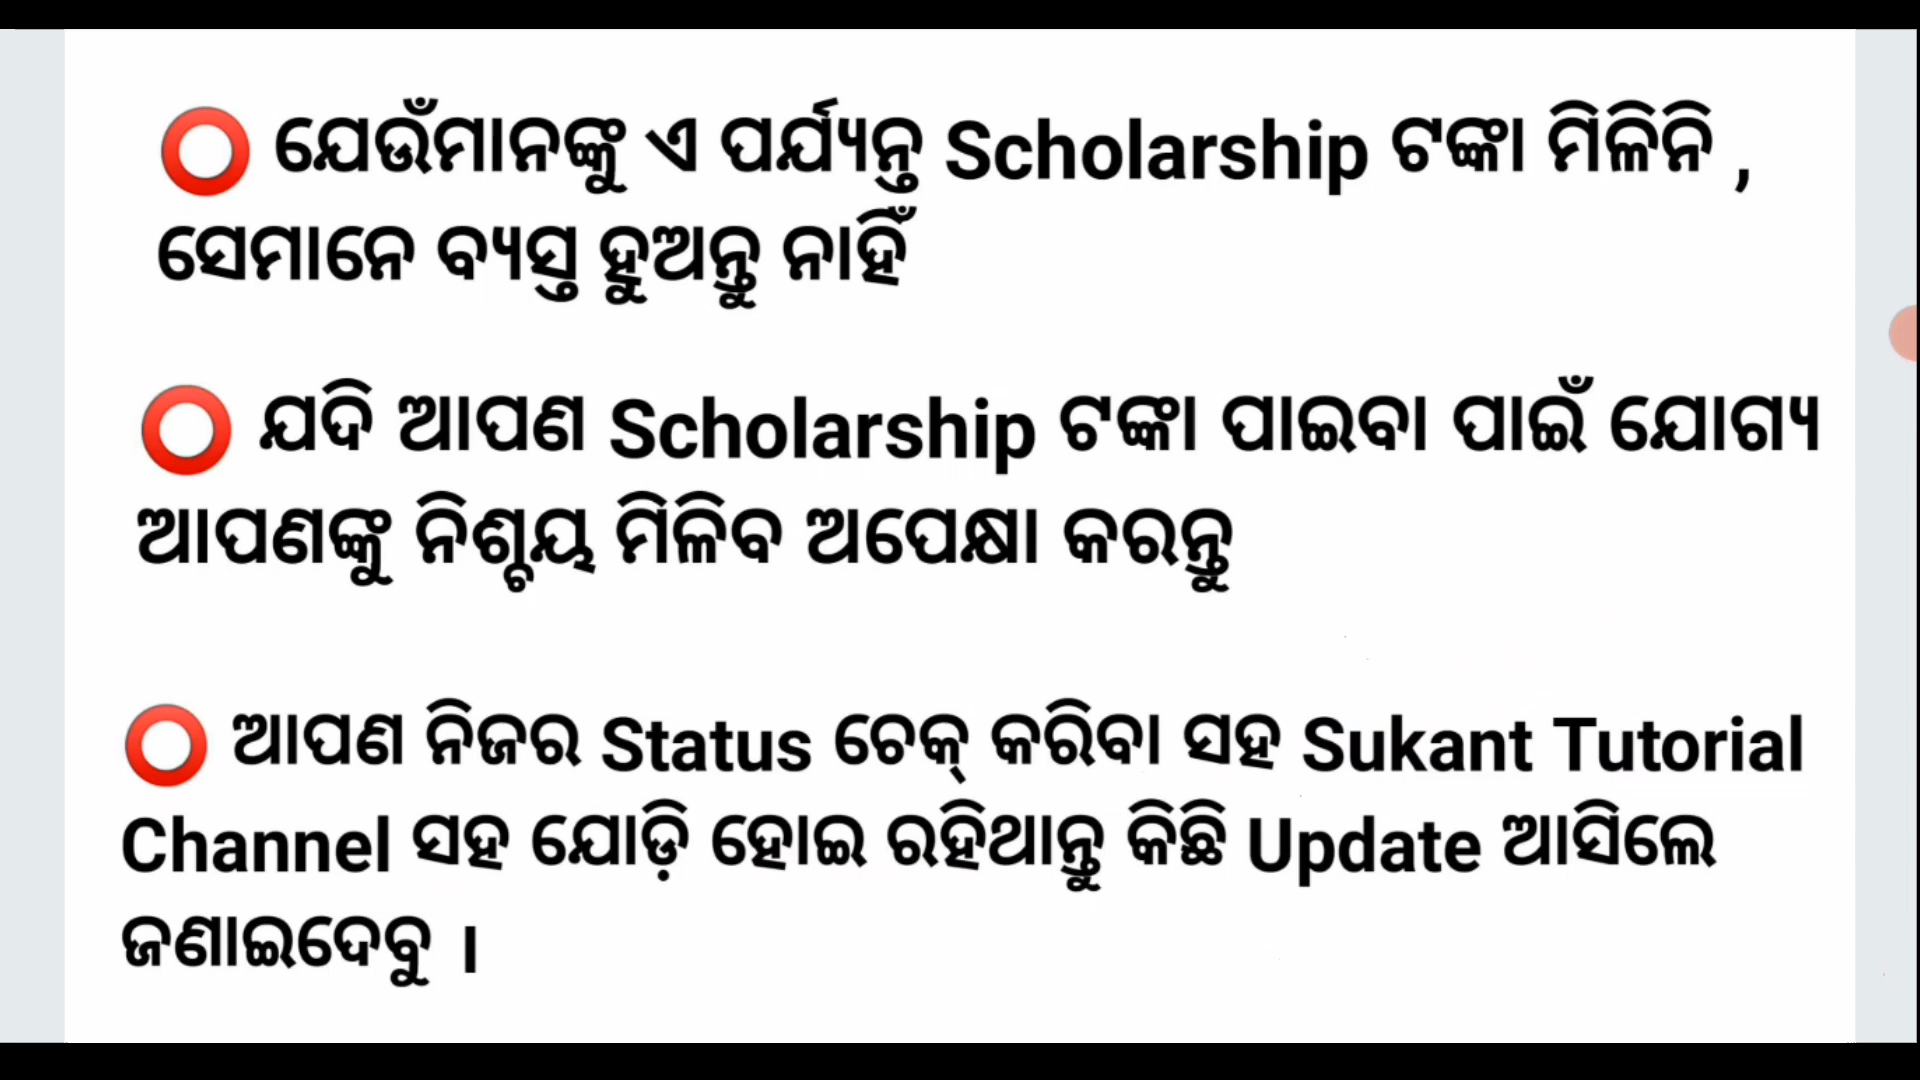 ⭕ ଯେଉଁମାନଙ୍କୁ ଏ ପର୍ଯ୍ୟନ୍ତ Scholarship ଟଙ୍କା ମିଳିନି ,
ସେମାନେ ବ୍ୟସ୍ତ ହୁଅନ୍ତୁ ନାହିଁ
⭕ ଯଦି ଆପଣ Scholarship ଟଙ୍କା ପାଇବା ପାଇଁ ଯୋଗ୍ୟ
ଆପଣଙ୍କୁ ନିଶ୍ଚୟ ମିଳିବ ଅପେକ୍ଷା କରନ୍ତୁ
⭕ ଆପଣ ନିଜର Status ଚେକ୍ କରିବା ସହ Sukant Tutorial
Channel ସହ ଯୋଡ଼ି ହୋଇ ରହିଥାନ୍ତୁ କିଛି Update ଆସିଲେ
ଜଣାଇଦେବୁ ।